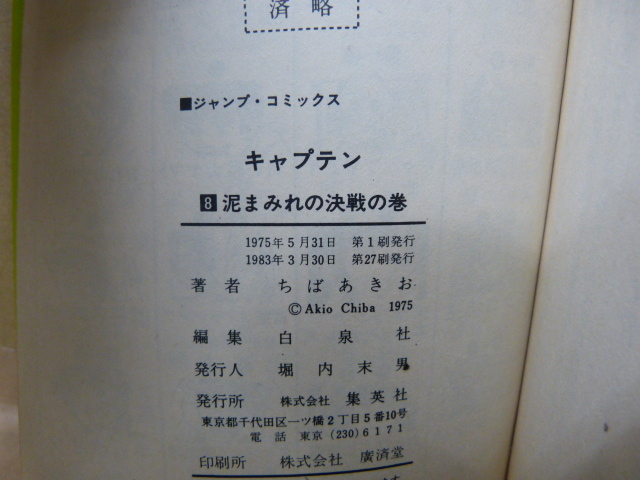 済 略
■ジャンプ・コミックス
キャプテン
8 泥まみれの決戦の巻
1975年5月31日 第1刷発行
1983年3月30日 第27刷発行
著者 ちばあきお
©Akio Chiba 1975
編集 白泉社
発行人 堀内末男
発行所 株式会社 集英社
東京都千代田区一ツ橋2丁目5番10号
電話 東京 (230) 6171
印刷所 株式会社 廣済堂